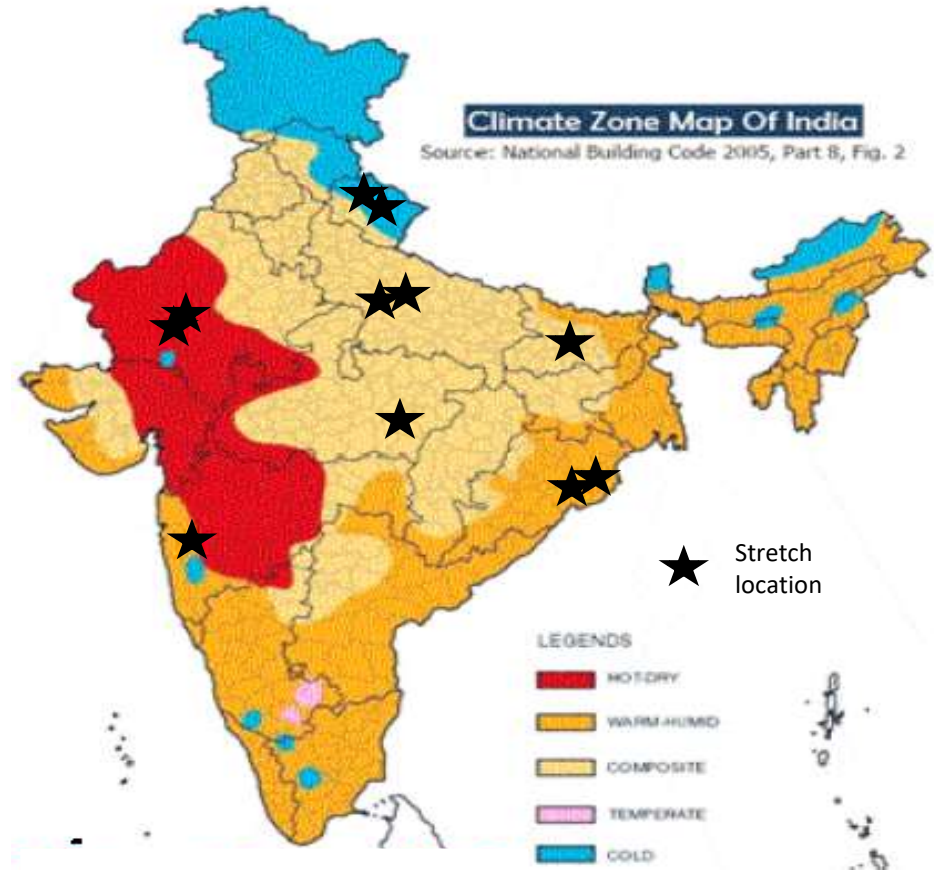 Climate Zone Map Of India
Source: National Building Code 2005, Part 8, Fig. 2
Stretch
location
LEGENDS
HOT-DRY
WARM-HUMID
COMPOSITE
TEMPERATE
COLD